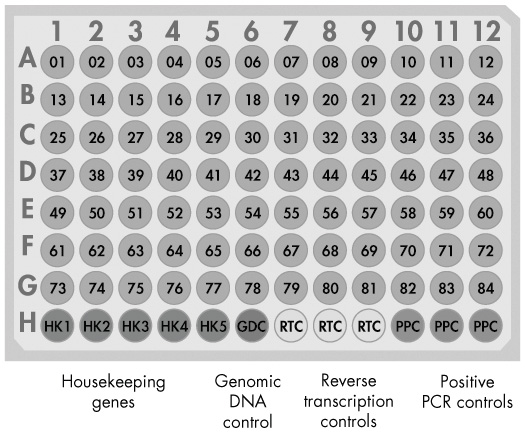 1 2 3 4 5 6 7 8 9 10 11 12
A 01 02 03 04 05 06 07 08 09 10 11 12
B 13 14 15 16 17 18 19 20 21 22 23 24
C 25 26 27 28 29 30 31 32 33 34 35 36
D 37 38 39 40 41 42 43 44 45 46 47 48
E 49 50 51 52 53 54 55 56 57 58 59 60
F 61 62 63 64 65 66 67 68 69 70 71 72
G 73 74 75 76 77 78 79 80 81 82 83 84
H HK1 HK2 HK3 HK4 HK5 GDC RTC RTC RTC PPC PPC PPC
Housekeeping
genes
Genomic
DNA
control
Reverse
transcription
controls
Positive
PCR controls